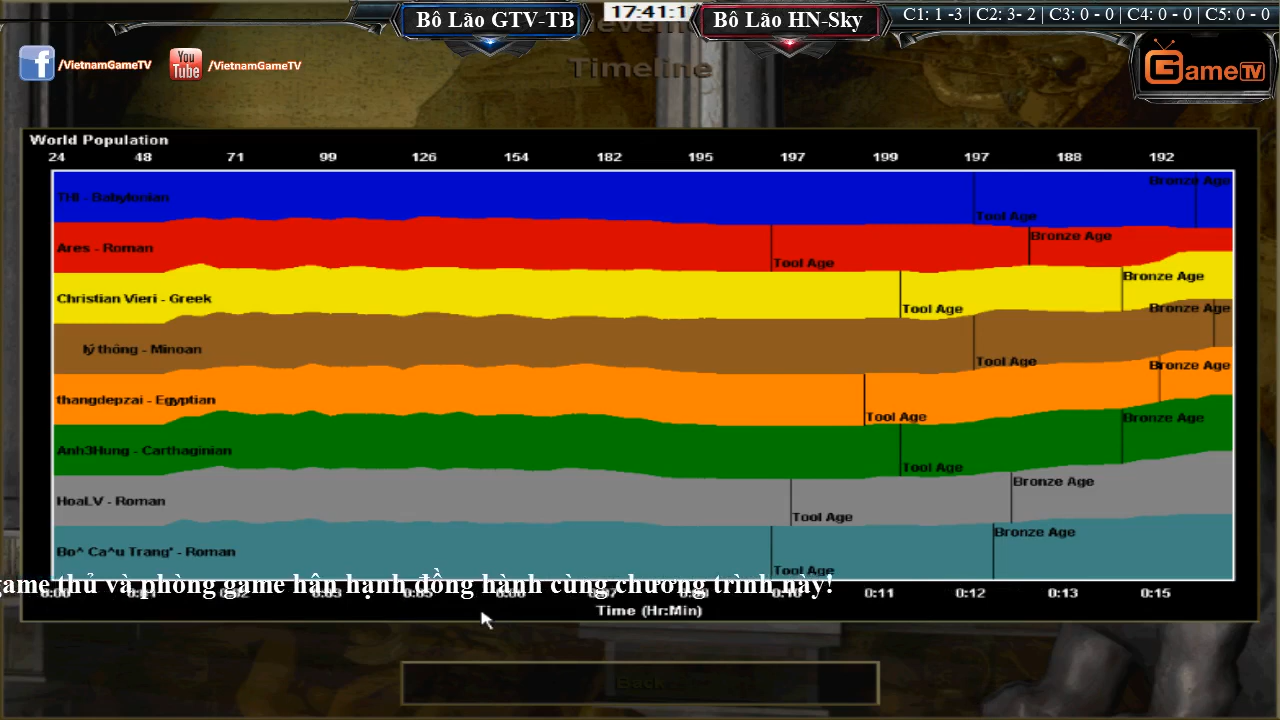 Bô Lão GTV-TB
17:41:1
Bô Lão HN-Sky
C1: 1 -3 | C2: 3- 2 | C3: 0 - 0 | C4: 0 - 0 | C5: 0 - 0
Timeline
/VietnamGameTV
You Tube
/VietnamGameTV
GameTV
World Population
24 48 71 99 126 154 182 195 197 199 197 188 192
THI - Babylonian
Tool Age
Bronze Age
Ares - Roman
Tool Age
Bronze Age
Christian Vieri - Greek
Tool Age
Bronze Age
lý thông - Minoan
Tool Age
Bronze Age
thangdepzai - Egyptian
Tool Age
Bronze Age
Anh3Hung - Carthaginian
Tool Age
Bronze Age
HoaLV - Roman
Tool Age
Bronze Age
Bo^ Ca^u Trang' - Roman
Tool Age
Bronze Age
game thủ và phòng game hân hạnh đồng hành cùng chương trình này!
0:11 0:12 0:13 0:15
Time (Hr:Min)
Back